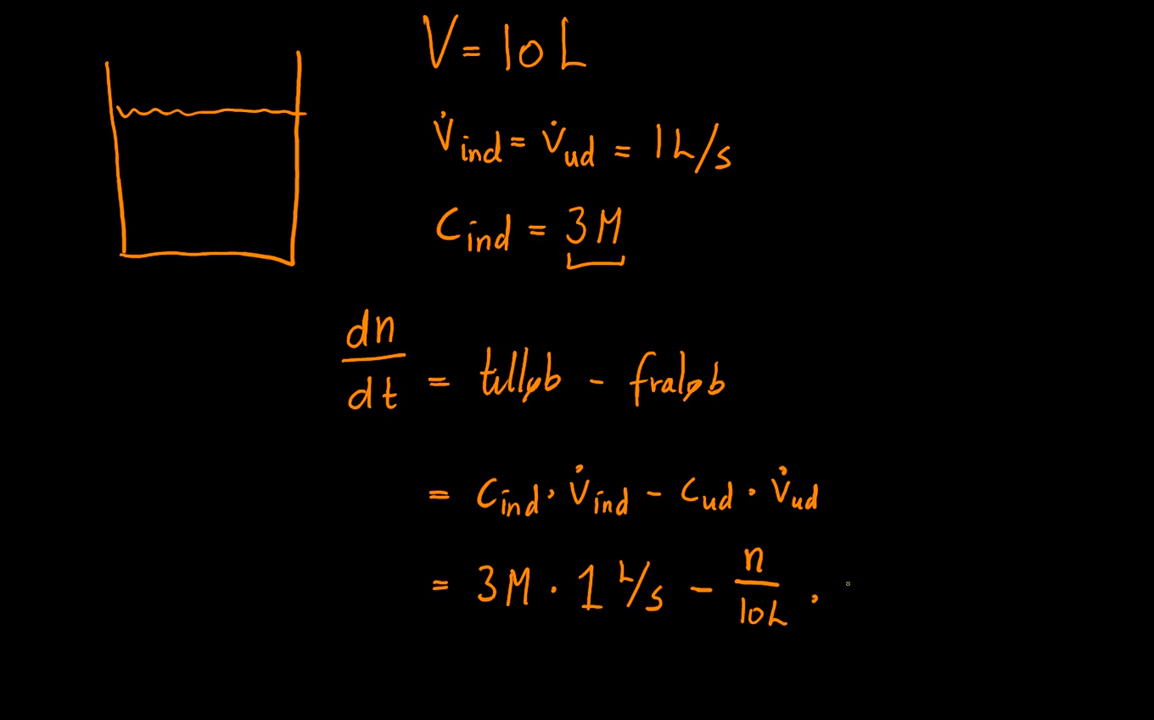 V = 10 L
V̇ind = V̇ud = 1 L/s
Cind = 3 M
dn/dt = tilløb - fraløb
= Cind · V̇ind - Cud · V̇ud
= 3 M · 1 L/s - n/10L ·